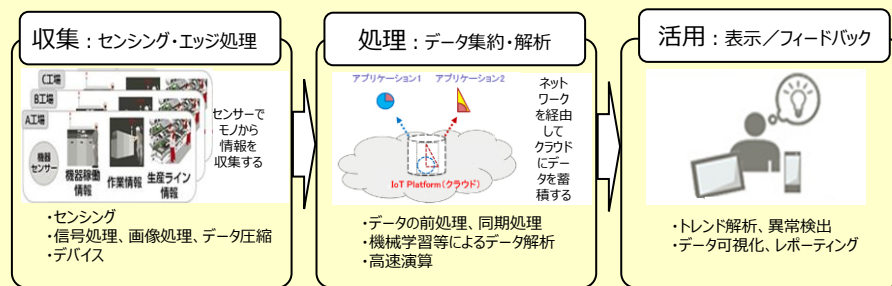 収集：センシング・エッジ処理
C工場
B工場
A工場
機器
センサー
機器稼働
情報
作業情報
生産ライン
情報
センサーで
モノから
情報を
収集する
・センシング
・信号処理、画像処理、データ圧縮
・デバイス
処理：データ集約・解析
アプリケーション1
アプリケーション2
IoT Platform(クラウド)
ネット
ワーク
を経由
して
クラウド
にデー
タを蓄
積する
・データの前処理、同期処理
・機械学習等によるデータ解析
・高速演算
活用：表示／フィードバック
・トレンド解析、異常検出
・データ可視化、レポーティング